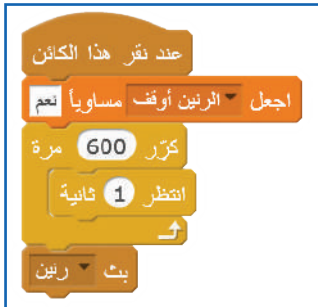 عند نقر هذا الكائن
اجعل الرنين أوقف مساوياً نعم
كرّر 600 مرة
انتظر 1 ثانية
بث رنين